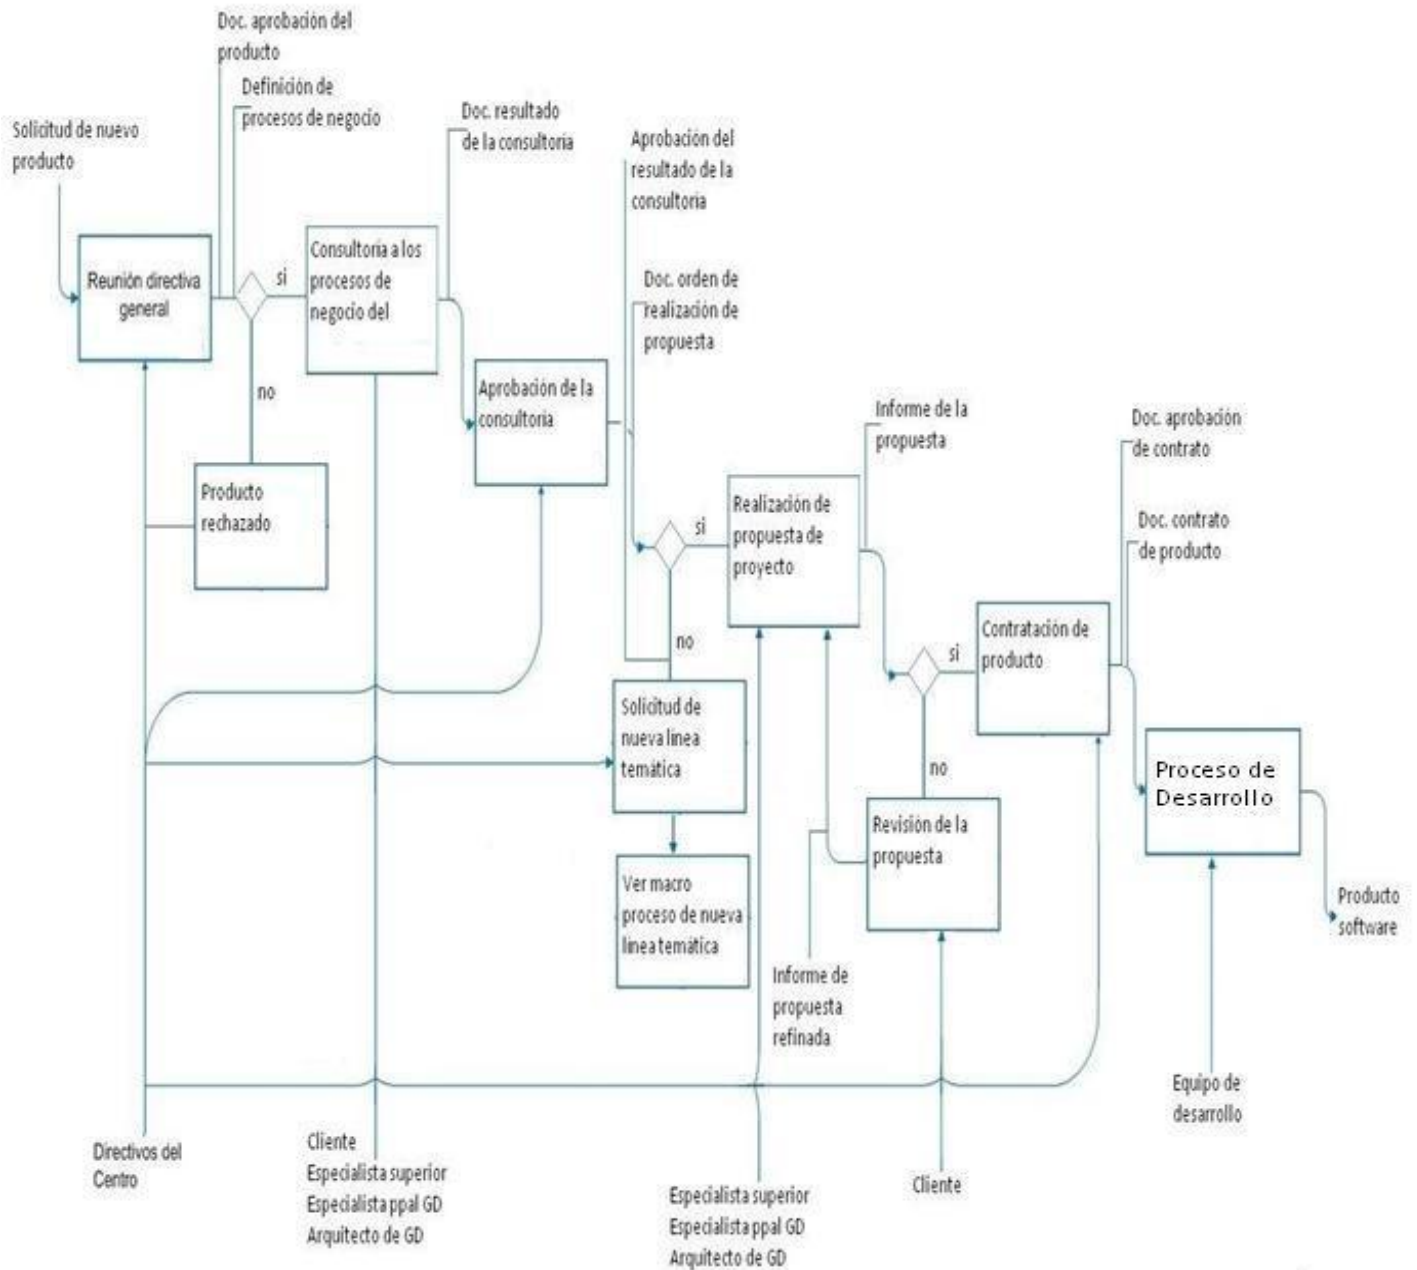 Doc. aprobación del
producto
Definición de
procesos de negocio
Solicitud de nuevo
producto
Doc. resultado
de la consultoria
Aprobación del
resultado de la
consultoria
Reunión directiva
general
si
no
Consultoria a los
procesos de
negocio del
Doc. orden de
realización de
propuesta
Producto
rechazado
Aprobación de la
consultoria
si
no
Realización de
propuesta de
proyecto
Informe de la
propuesta
Doc. aprobación
de contrato
Doc. contrato
de producto
Solicitud de
nueva linea
temática
Ver macro
proceso de nueva
linea temática
si
no
Contratación de
producto
Revisión de la
propuesta
Informe de
propuesta
refinada
Proceso de
Desarrollo
Producto
software
Equipo de
desarrollo
Directivos del
Centro
Cliente
Especialista superior
Especialista ppal GD
Arquitecto de GD
Especialista superior
Especialista ppal GD
Arquitecto de GD
Cliente